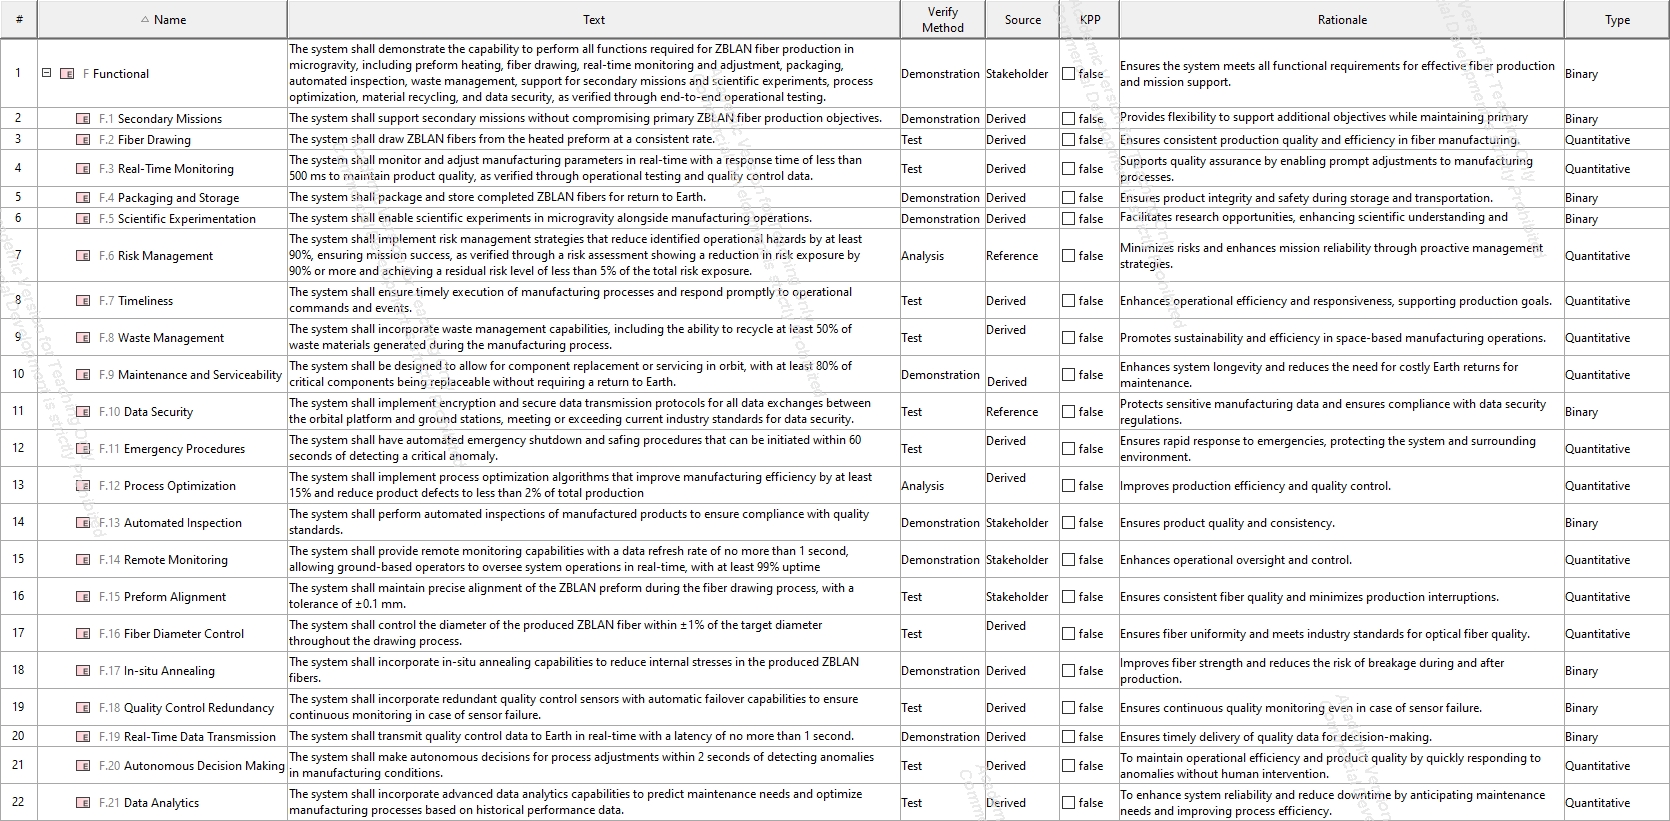 # Name Text Verify Method Source KPP Rationale Type
1 F Functional
The system shall demonstrate the capability to perform all functions required for ZBLAN fiber production in
microgravity, including preform heating, fiber drawing, real-time monitoring and adjustment, packaging,
automated inspection, waste management, support for secondary missions and scientific experiments, process
optimization, material recycling, and data security, as verified through end-to-end operational testing.
Demonstration Stakeholder false
Ensures the system meets all functional requirements for effective fiber production
and mission support.
Binary
2 F.1 Secondary Missions
The system shall support secondary missions without compromising primary ZBLAN fiber production objectives.
Demonstration Derived false
Provides flexibility to support additional objectives while maintaining primary
Binary
3 F.2 Fiber Drawing
The system shall draw ZBLAN fibers from the heated preform at a consistent rate.
Test Derived false
Ensures consistent production quality and efficiency in fiber manufacturing.
Quantitative
4 F.3 Real-Time Monitoring
The system shall monitor and adjust manufacturing parameters in real-time with a response time of less than
500 ms to maintain product quality, as verified through operational testing and quality control data.
Test Derived false
Supports quality assurance by enabling prompt adjustments to manufacturing
processes.
Quantitative
5 F.4 Packaging and Storage
The system shall package and store completed ZBLAN fibers for return to Earth.
Demonstration Derived false
Ensures product integrity and safety during storage and transportation.
Binary
6 F.5 Scientific Experimentation
The system shall enable scientific experiments in microgravity alongside manufacturing operations.
Demonstration Derived false
Facilitates research opportunities, enhancing scientific understanding and
Binary
7 F.6 Risk Management
The system shall implement risk management strategies that reduce identified operational hazards by at least
90%, ensuring mission success, as verified through a risk assessment showing a reduction in risk exposure by
90% or more and achieving a residual risk level of less than 5% of the total risk exposure.
Analysis Reference false
Minimizes risks and enhances mission reliability through proactive management
strategies.
Quantitative
8 F.7 Timeliness
The system shall ensure timely execution of manufacturing processes and respond promptly to operational
commands and events.
Test Derived false
Enhances operational efficiency and responsiveness, supporting production goals.
Quantitative
9 F.8 Waste Management
The system shall incorporate waste management capabilities, including the ability to recycle at least 50% of
waste materials generated during the manufacturing process.
Test Derived false
Promotes sustainability and efficiency in space-based manufacturing operations.
Quantitative
10 F.9 Maintenance and Serviceability
The system shall be designed to allow for component replacement or servicing in orbit, with at least 80% of
critical components being replaceable without requiring a return to Earth.
Demonstration Derived false
Enhances system longevity and reduces the need for costly Earth returns for
maintenance.
Quantitative
11 F.10 Data Security
The system shall implement encryption and secure data transmission protocols for all data exchanges between
the orbital platform and ground stations, meeting or exceeding current industry standards for data security.
Test Reference false
Protects sensitive manufacturing data and ensures compliance with data security
regulations.
Binary
12 F.11 Emergency Procedures
The system shall have automated emergency shutdown and safing procedures that can be initiated within 60
seconds of detecting a critical anomaly.
Test Derived false
Ensures rapid response to emergencies, protecting the system and surrounding
environment.
Quantitative
13 F.12 Process Optimization
The system shall implement process optimization algorithms that improve manufacturing efficiency by at least
15% and reduce product defects to less than 2% of total production
Analysis Derived false
Improves production efficiency and quality control.
Quantitative
14 F.13 Automated Inspection
The system shall perform automated inspections of manufactured products to ensure compliance with quality
standards.
Demonstration Stakeholder false
Ensures product quality and consistency.
Binary
15 F.14 Remote Monitoring
The system shall provide remote monitoring capabilities with a data refresh rate of no more than 1 second,
allowing ground-based operators to oversee system operations in real-time, with at least 99% uptime
Demonstration Stakeholder false
Enhances operational oversight and control.
Quantitative
16 F.15 Preform Alignment
The system shall maintain precise alignment of the ZBLAN preform during the fiber drawing process, with a
tolerance of ±0.1 mm.
Test Stakeholder false
Ensures consistent fiber quality and minimizes production interruptions.
Quantitative
17 F.16 Fiber Diameter Control
The system shall control the diameter of the produced ZBLAN fiber within ±1% of the target diameter
throughout the drawing process.
Test Derived false
Ensures fiber uniformity and meets industry standards for optical fiber quality.
Quantitative
18 F.17 In-situ Annealing
The system shall incorporate in-situ annealing capabilities to reduce internal stresses in the produced ZBLAN
fibers.
Demonstration Derived false
Improves fiber strength and reduces the risk of breakage during and after
production.
Binary
19 F.18 Quality Control Redundancy
The system shall incorporate redundant quality control sensors with automatic failover capabilities to ensure
continuous monitoring in case of sensor failure.
Test Derived false
Ensures continuous quality monitoring even in case of sensor failure.
Binary
20 F.19 Real-Time Data Transmission
The system shall transmit quality control data to Earth in real-time with a latency of no more than 1 second.
Demonstration Derived false
Ensures timely delivery of quality data for decision-making.
Binary
21 F.20 Autonomous Decision Making
The system shall make autonomous decisions for process adjustments within 2 seconds of detecting anomalies
in manufacturing conditions.
Test Derived false
To maintain operational efficiency and product quality by quickly responding to
anomalies without human intervention.
Quantitative
22 F.21 Data Analytics
The system shall incorporate advanced data analytics capabilities to predict maintenance needs and optimize
manufacturing processes based on historical performance data.
Test Derived false
To enhance system reliability and reduce downtime by anticipating maintenance
needs and improving process efficiency.
Quantitative